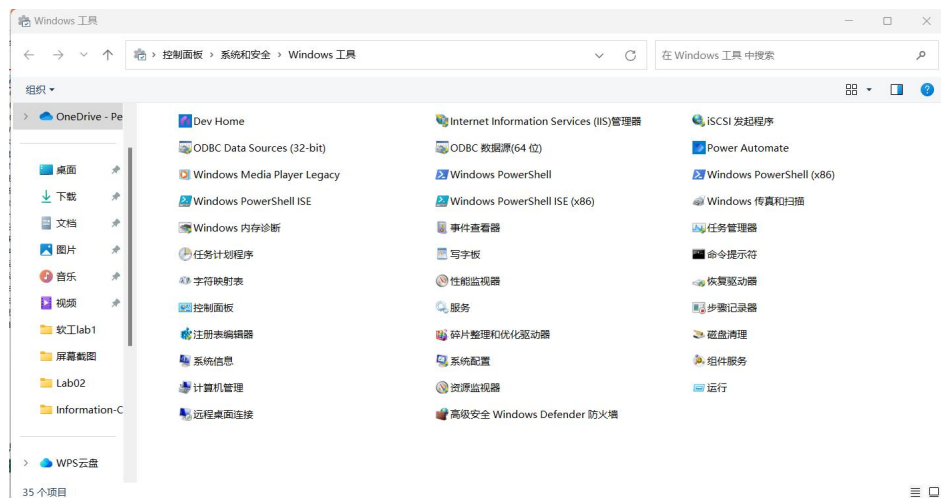 Windows 工具
控制面板 › 系统和安全 › Windows 工具
在 Windows 工具 中搜索
组织
OneDrive - Pe
桌面
下载
文档
图片
音乐
视频
软工lab1
屏幕截图
Lab02
Information-C
WPS云盘
Dev Home
Internet Information Services (IIS)管理器
iSCSI 发起程序
ODBC Data Sources (32-bit)
ODBC 数据源(64 位)
Power Automate
Windows Media Player Legacy
Windows PowerShell
Windows PowerShell (x86)
Windows PowerShell ISE
Windows PowerShell ISE (x86)
Windows 传真和扫描
Windows 内存诊断
事件查看器
任务管理器
任务计划程序
写字板
命令提示符
字符映射表
性能监视器
恢复驱动器
控制面板
服务
步骤记录器
注册表编辑器
碎片整理和优化驱动器
磁盘清理
系统信息
系统配置
组件服务
计算机管理
资源监视器
运行
远程桌面连接
高级安全 Windows Defender 防火墙
35 个项目